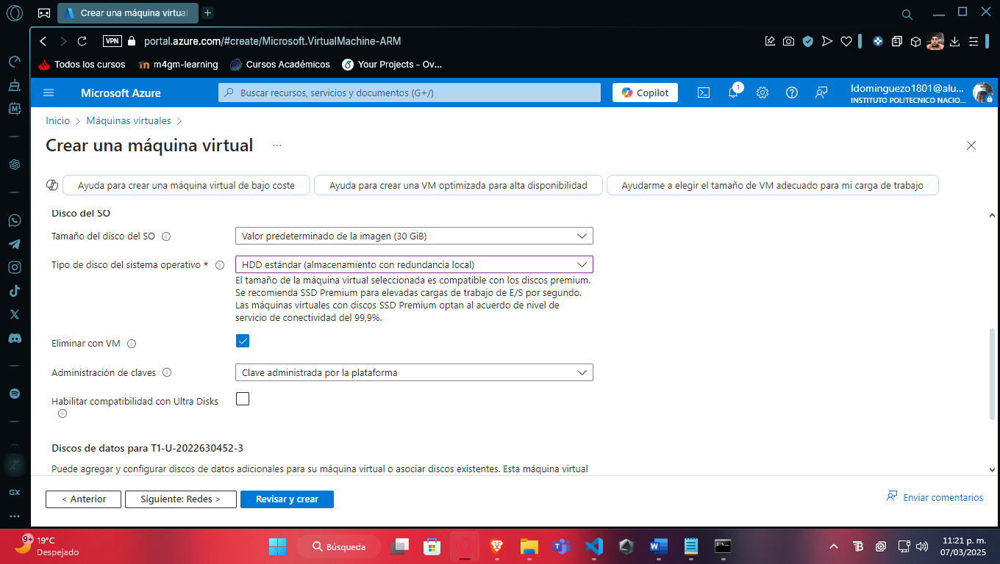 Crear una máquina virtual
VPN
portal.azure.com/#create/Microsoft.VirtualMachine-ARM
Todos los cursos
m4gm-learning
Cursos Académicos
Your Projects - Ov...
Microsoft Azure
Buscar recursos, servicios y documentos (G+/)
Copilot
1
ldominguezo1801@alu...
INSTITUTO POLITECNICO NACIO...
Inicio > Máquinas virtuales >
Crear una máquina virtual ...
Ayuda para crear una máquina virtual de bajo coste
Ayuda para crear una VM optimizada para alta disponibilidad
Ayudarme a elegir el tamaño de VM adecuado para mi carga de trabajo
Disco del SO
Tamaño del disco del SO
Valor predeterminado de la imagen (30 GiB)
Tipo de disco del sistema operativo *
HDD estándar (almacenamiento con redundancia local)
El tamaño de la máquina virtual seleccionada es compatible con los discos premium.
Se recomienda SSD Premium para elevadas cargas de trabajo de E/S por segundo.
Las máquinas virtuales con discos SSD Premium optan al acuerdo de nivel de
servicio de conectividad del 99,9%.
Eliminar con VM
Administración de claves
Clave administrada por la plataforma
Habilitar compatibilidad con Ultra Disks
Discos de datos para T1-U-2022630452-3
Puede agregar y configurar discos de datos adicionales para su máquina virtual o asociar discos existentes. Esta máquina virtual
< Anterior
Siguiente: Redes >
Revisar y crear
Enviar comentarios
GX
9+
19°C
Despejado
Búsqueda
11:21 p. m.
07/03/2025